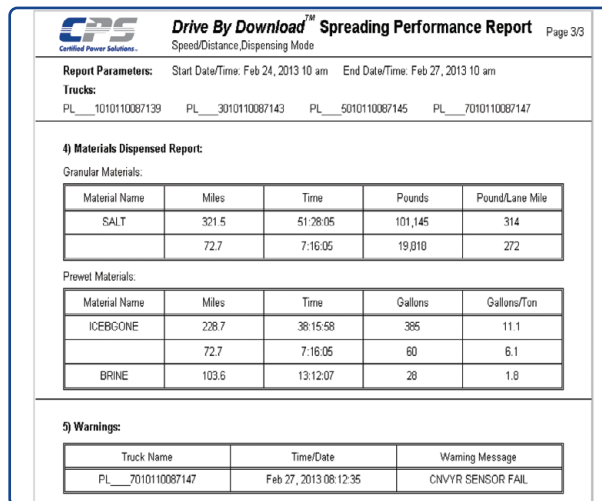 CPS
Certified Power Solutions™
Drive By Download™ Spreading Performance Report Page 3/3
Speed/Distance,Dispensing Mode
Report Parameters: Start Date/Time: Feb 24, 2013 10 am End Date/Time: Feb 27, 2013 10 am
Trucks:
PL___1010110087139 PL___3010110087143 PL___5010110087145 PL___7010110087147
4) Materials Dispensed Report:
Granular Materials:
Material Name Miles Time Pounds Pound/Lane Mile
SALT 321.5 51:28:05 101,145 314
72.7 7:16:05 19,818 272
Prewet Materials:
Material Name Miles Time Gallons Gallons/Ton
ICEBGONE 228.7 38:15:58 385 11.1
72.7 7:16:05 60 6.1
BRINE 103.6 13:12:07 28 1.8
5) Warnings:
Truck Name Time/Date Warning Message
PL___7010110087147 Feb 27, 2013 08:12:35 CNVYR SENSOR FAIL